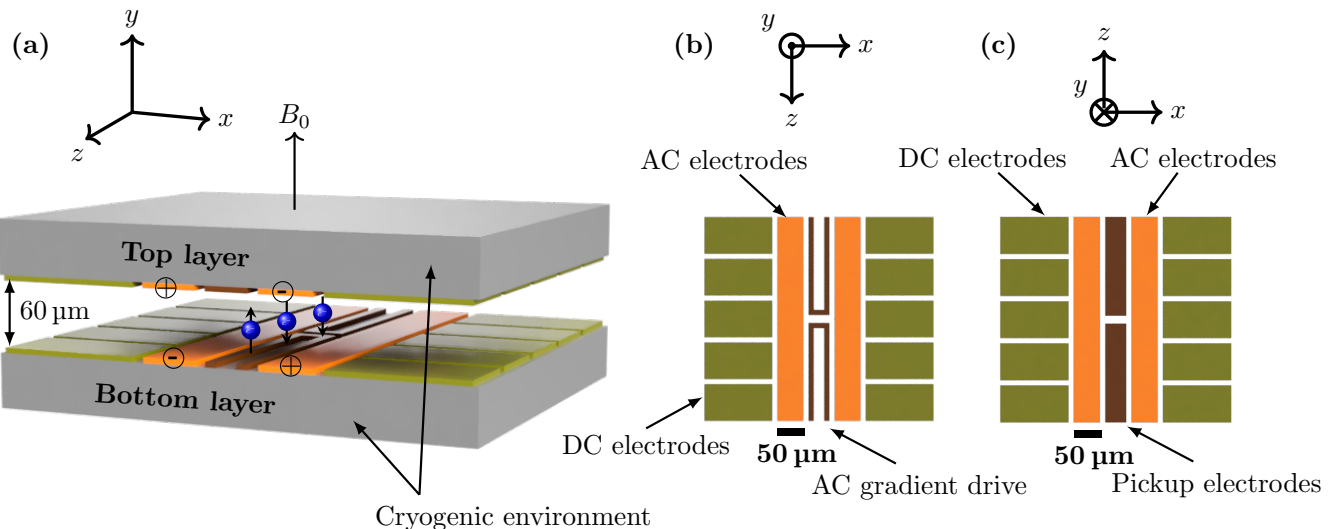 (a)
y
x
z
B0
Top layer
+
-
60 µm
-
+
Bottom layer
Cryogenic environment
(b)
x
z
AC electrodes
DC electrodes
50 µm
AC gradient drive
(c)
z
y
x
DC electrodes
AC electrodes
50 µm
Pickup electrodes